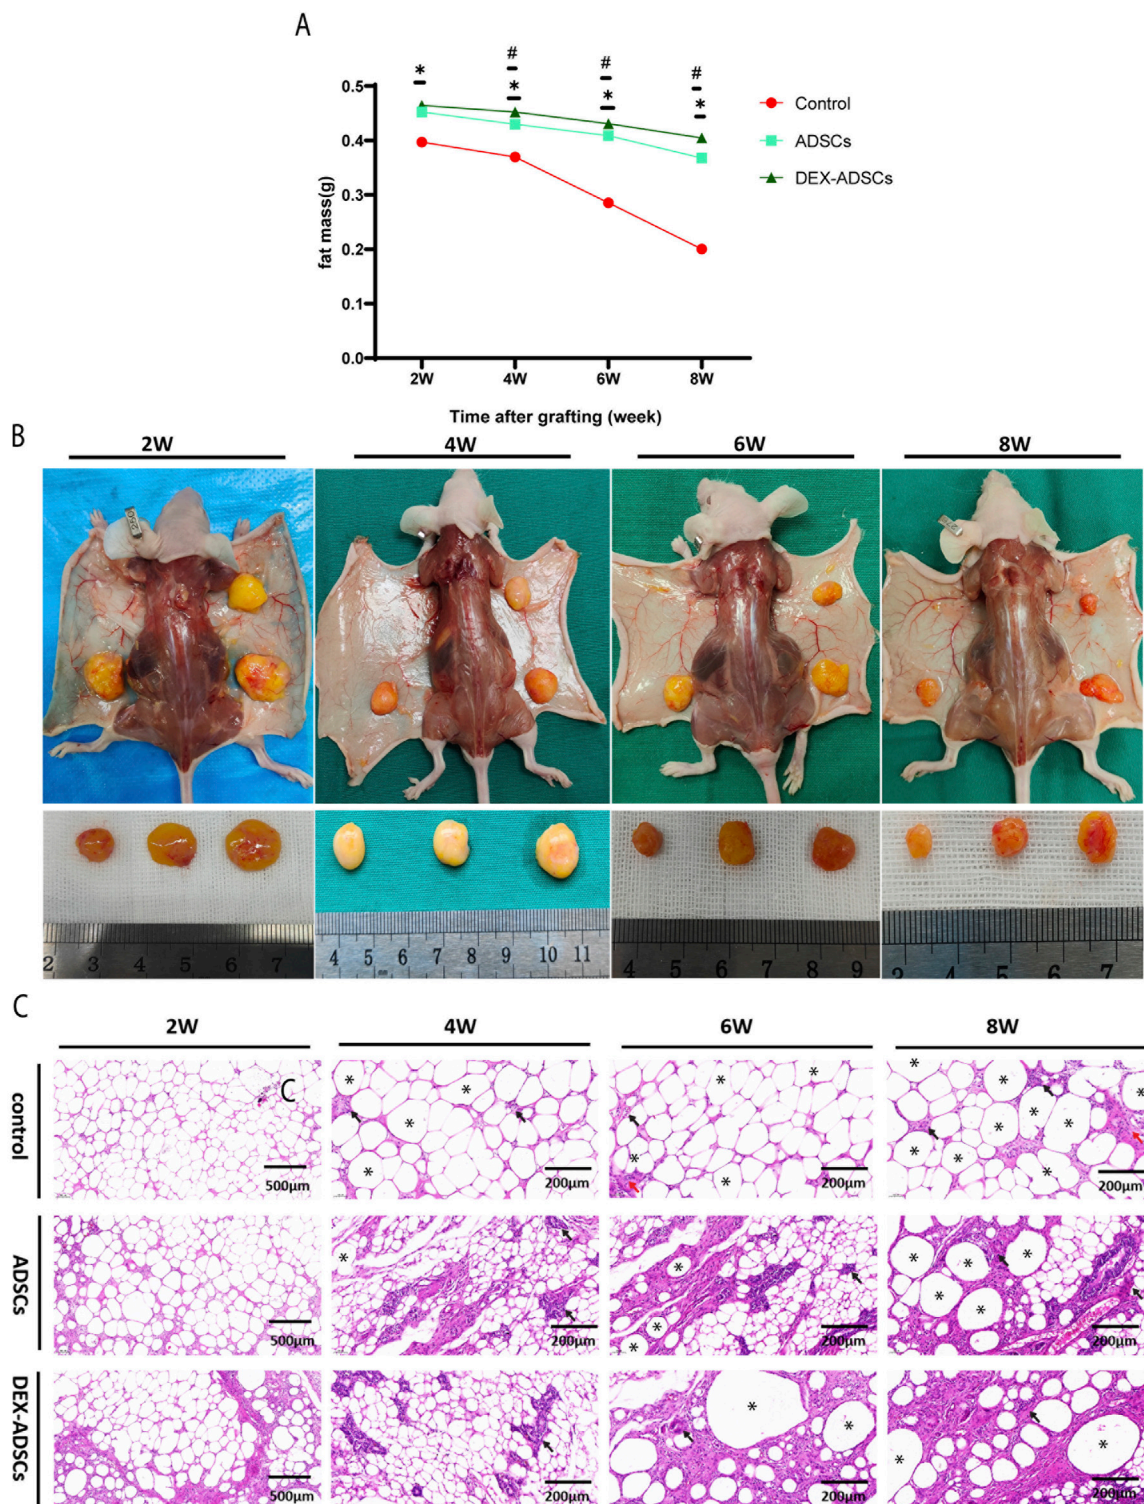 A
# # #
* * * *
0.5
0.4
0.3
0.2
0.1
0.0
fat mass(g)
2W 4W 6W 8W
Time after grafting (week)
Control
ADSCs
DEX-ADSCs
B
2W 4W 6W 8W
2 3 4 5 6 7
4 5 6 7 8 9 10 11
4 5 6 7 8 9
3 4 5 6 7
C
2W 4W 6W 8W
control
C
* * * * * * * * * * * * * * *
500µm 200µm 200µm 200µm
ADSCs
* * * * * * * * *
500µm 200µm 200µm 200µm
DEX-ADSCs
* * * *
500µm 200µm 200µm 200µm